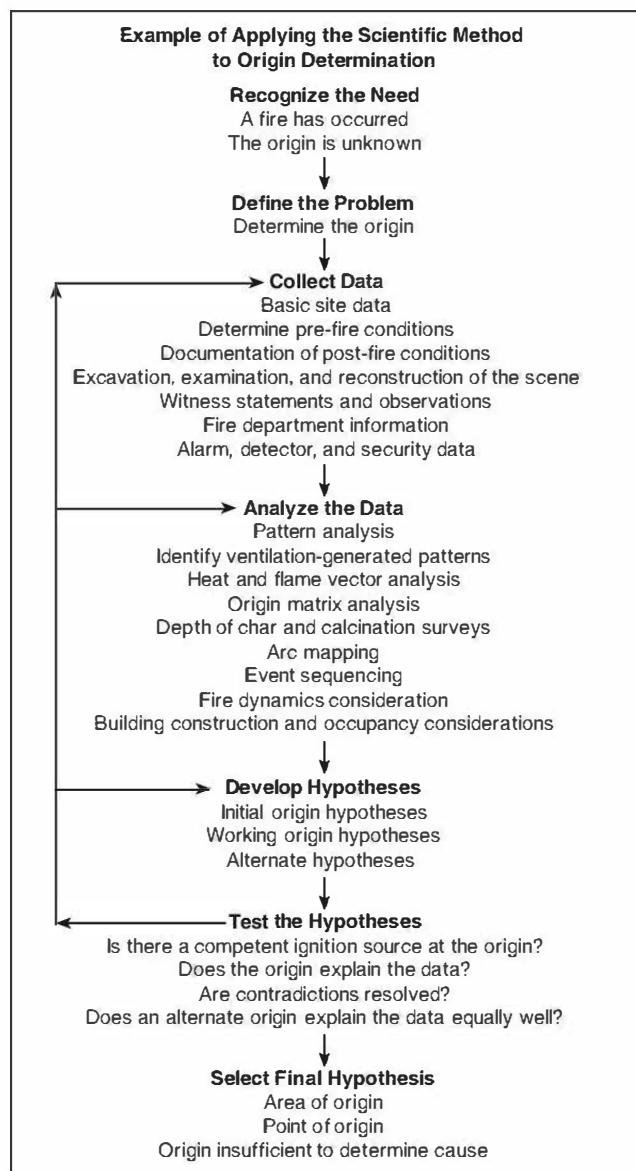 Example of Applying the Scientific Method
to Origin Determination
Recognize the Need
A fire has occurred
The origin is unknown
Define the Problem
Determine the origin
Collect Data
Basic site data
Determine pre-fire conditions
Documentation of post-fire conditions
Excavation, examination, and reconstruction of the scene
Witness statements and observations
Fire department information
Alarm, detector, and security data
Analyze the Data
Pattern analysis
Identify ventilation-generated patterns
Heat and flame vector analysis
Origin matrix analysis
Depth of char and calcination surveys
Arc mapping
Event sequencing
Fire dynamics consideration
Building construction and occupancy considerations
Develop Hypotheses
Initial origin hypotheses
Working origin hypotheses
Alternate hypotheses
Test the Hypotheses
Is there a competent ignition source at the origin?
Does the origin explain the data?
Are contradictions resolved?
Does an alternate origin explain the data equally well?
Select Final Hypothesis
Area of origin
Point of origin
Origin insufficient to determine cause